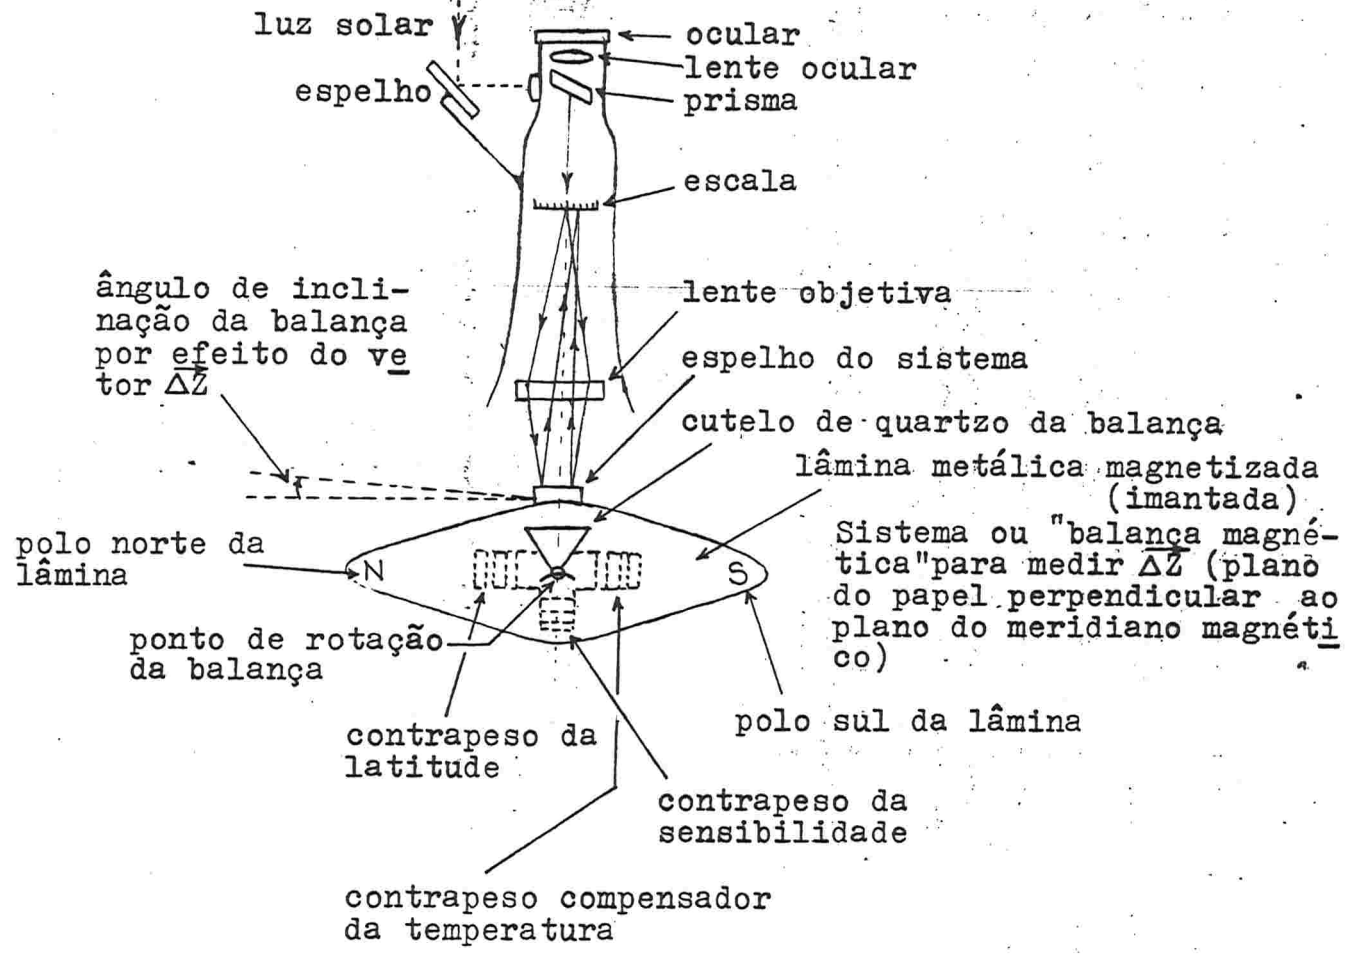 luz solar
espelho
ocular
lente ocular
prisma
escala
ângulo de incli-
nação da balança
por efeito do ve
tor ΔZ
lente objetiva
espelho do sistema
cutelo de quartzo da balança
lâmina metálica magnetizada
(imantada)
Sistema ou "balança magné-
tica"para medir ΔZ (plano
do papel perpendicular ao
plano do meridiano magnéti
co)
polo norte da
lâmina
N
S
ponto de rotação
da balança
contrapeso da
latitude
polo sul da lâmina
contrapeso da
sensibilidade
contrapeso compensador
da temperatura